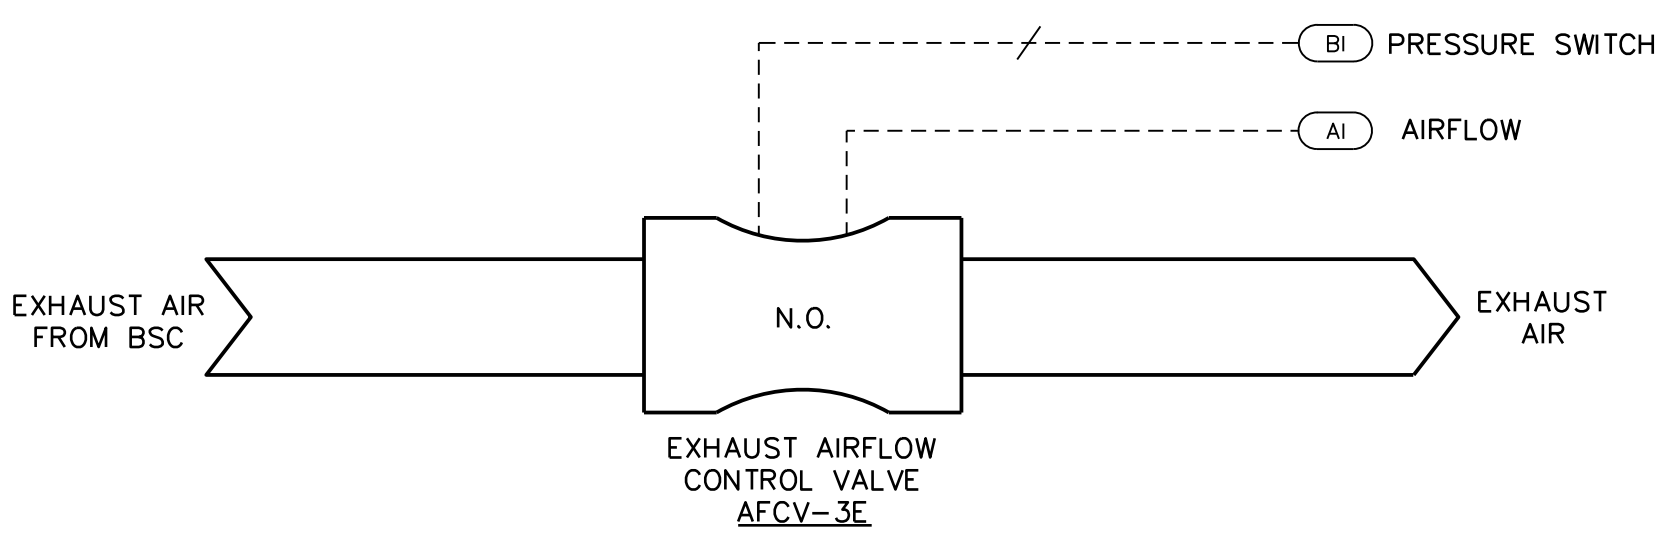 BI PRESSURE SWITCH
AI AIRFLOW
EXHAUST AIR
FROM BSC
N.O.
EXHAUST
AIR
EXHAUST AIRFLOW
CONTROL VALVE
AFCV-3E